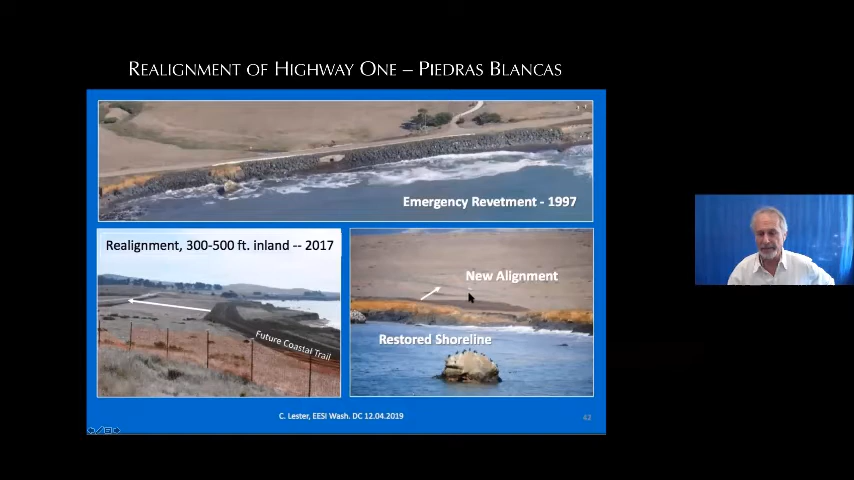 REALIGNMENT OF HIGHWAY ONE – PIEDRAS BLANCAS
Emergency Revetment - 1997
Realignment, 300-500 ft. inland -- 2017
Future Coastal Trail
New Alignment
Restored Shoreline
C. Lester, EESI Wash. DC 12.04.2019
42